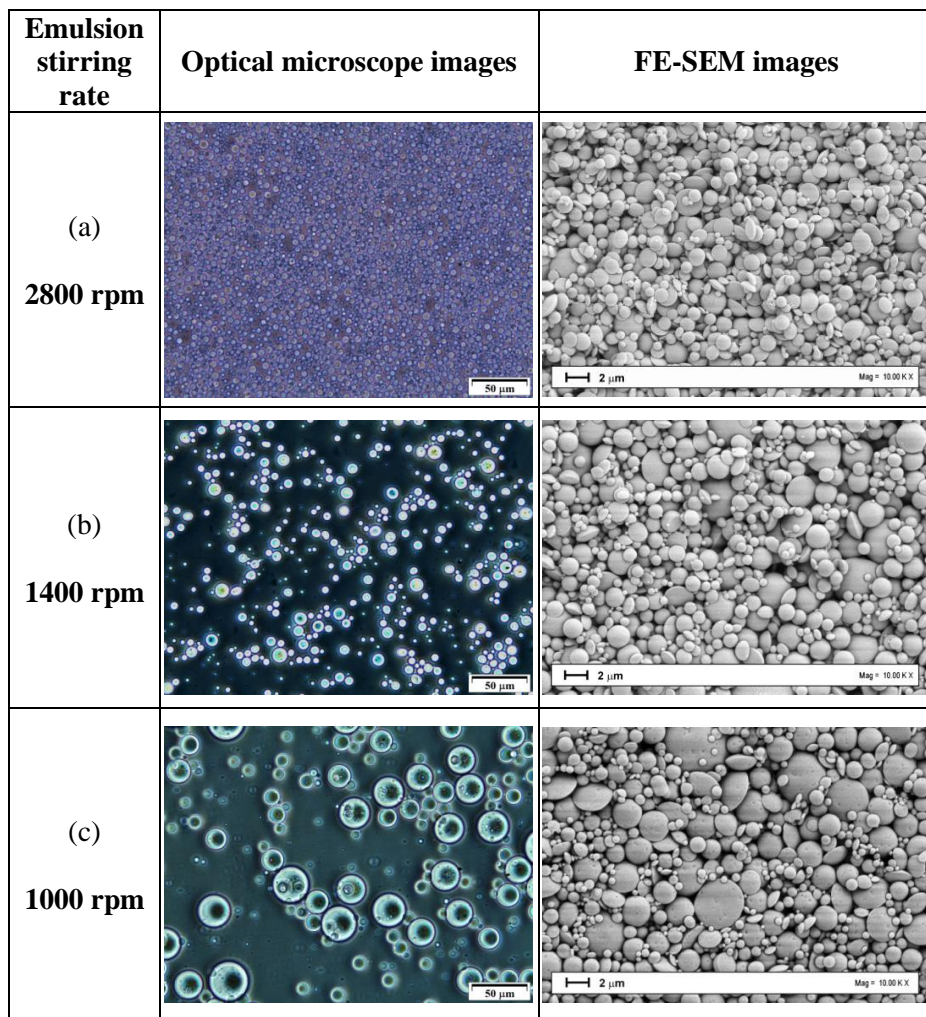 Emulsion
stirring
rate
Optical microscope images
FE-SEM images
(a)
2800 rpm
50 μm
2 μm
Mag = 10.00 K X
(b)
1400 rpm
50 μm
2 μm
Mag = 10.00 K X
(c)
1000 rpm
50 μm
2 μm
Mag = 10.00 K X